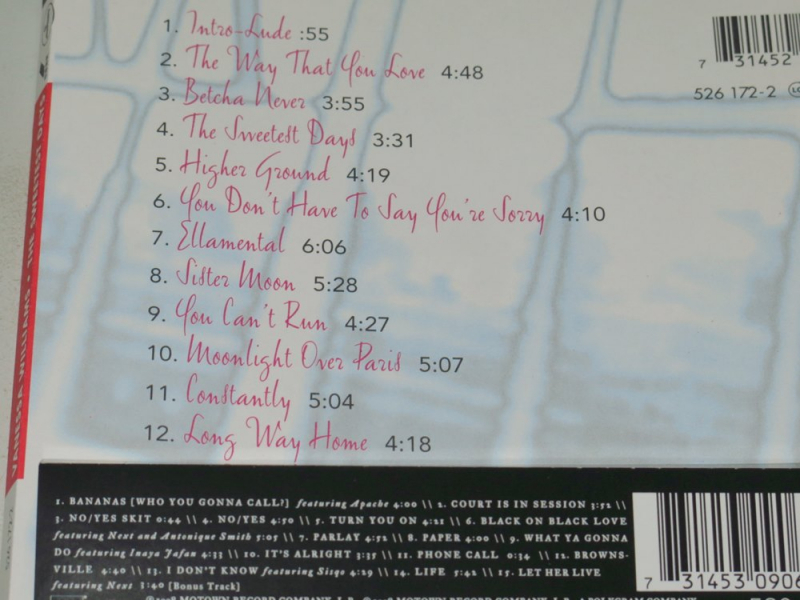 1. Intro-Lude :55
2. The Way That You Love 4:48
3. Betcha Never 3:55
4. The Sweetest Days 3:31
5. Higher Ground 4:19
6. You Don't Have To Say You're Sorry 4:10
7. Ellamental 6:06
8. Sister Moon 5:28
9. You Can't Run 4:27
10. Moonlight Over Paris 5:07
11. Constantly 5:04
12. Long Way Home 4:18
7 31452
526 172-2
VANESSA WILLIAMS • THE SWEETEST DAYS
1. BANANAS [WHO YOU GONNA CALL?] featuring Apache 4:00 \\ 2. COURT IS IN SESSION 3:52 \\
3. NO/YES SKIT 0:44 \\ 4. NO/YES 4:50 \\ 5. TURN YOU ON 4:21 \\ 6. BLACK ON BLACK LOVE
featuring Next and Antonique Smith 5:05 \\ 7. PARLAY 4:52 \\ 8. PAPER 4:00 \\ 9. WHAT YA GONNA
DO featuring Inaya Jafan 4:33 \\ 10. IT'S ALRIGHT 3:35 \\ 11. PHONE CALL 0:34 \\ 12. BROWNS-
VILLE 4:40 \\ 13. I DON'T KNOW featuring Sisqo 4:29 \\ 14. LIFE 5:42 \\ 15. LET HER LIVE
featuring Next 3:40 [Bonus Track]
7 31453 0906